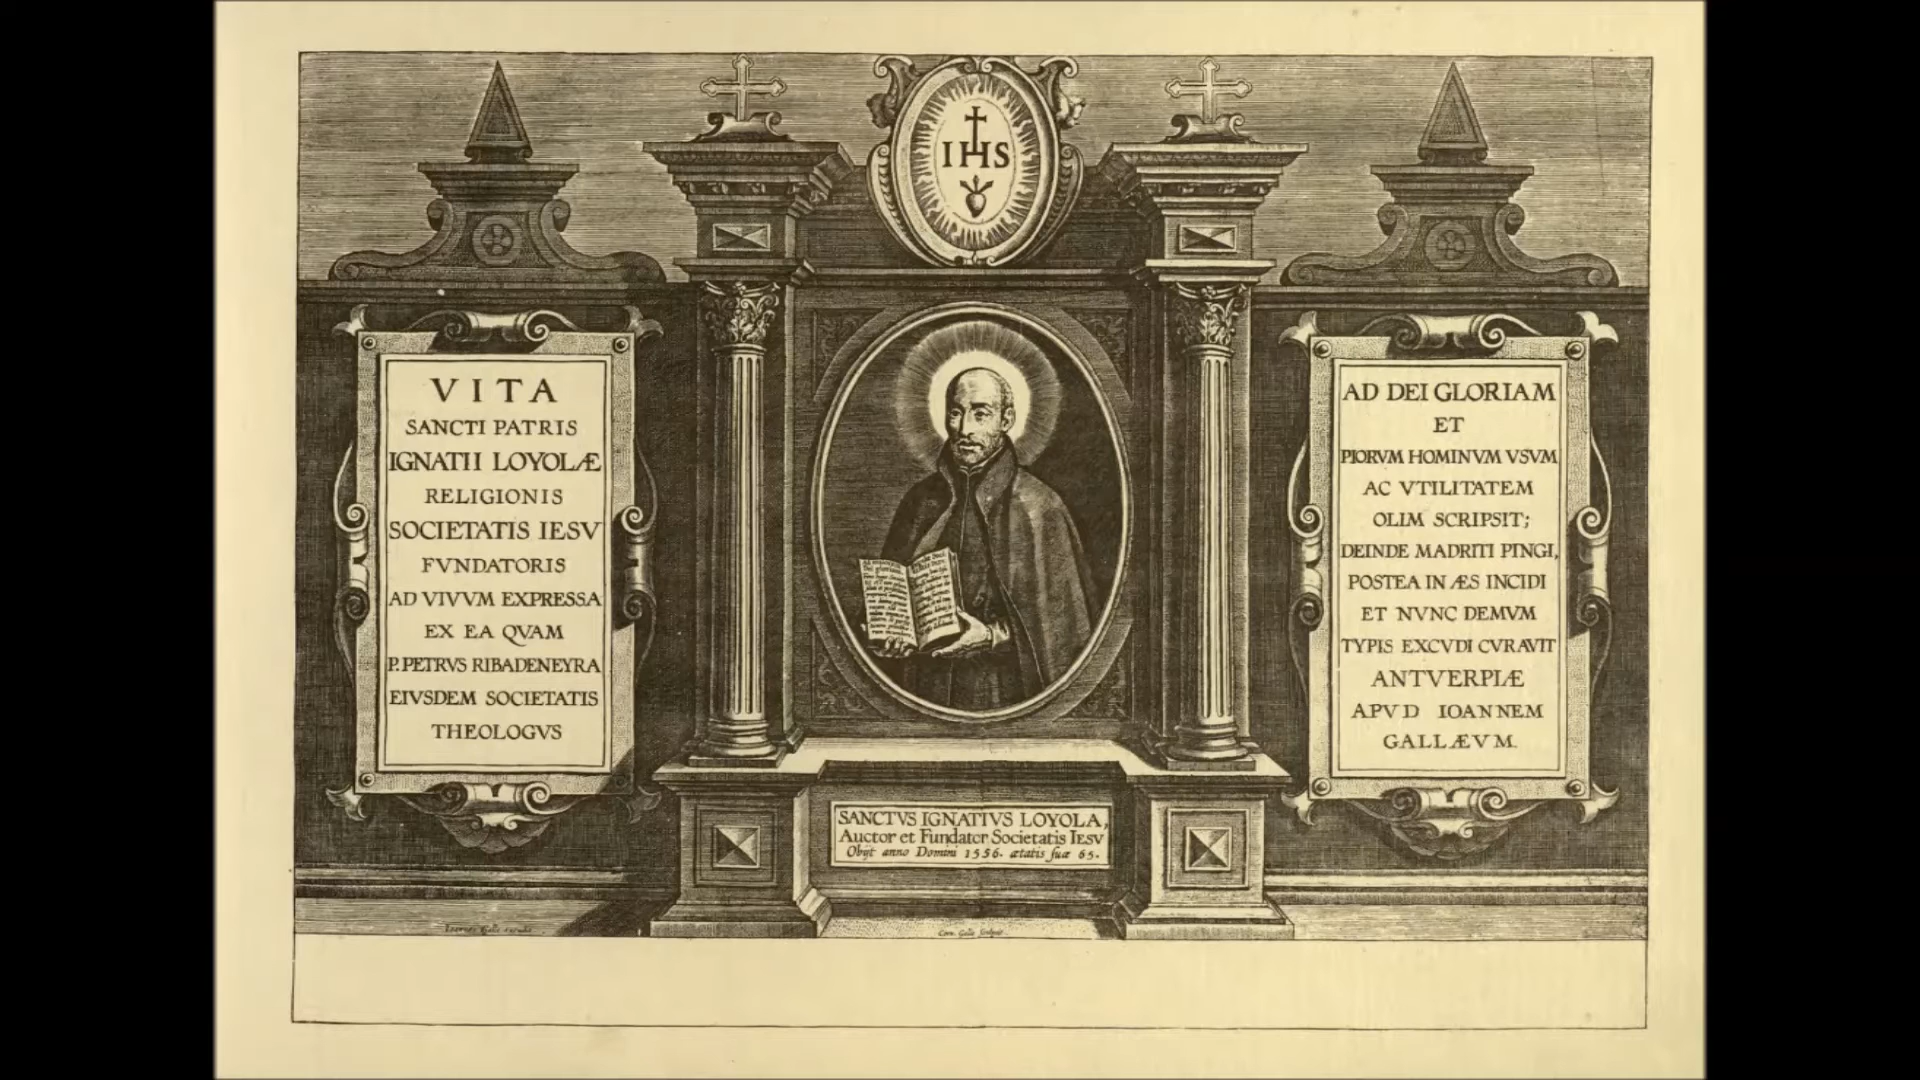 IHS
VITA
SANCTI PATRIS
IGNATII LOYOLÆ
RELIGIONIS
SOCIETATIS IESV
FVNDATORIS
AD VIVVM EXPRESSA
EX EA QVAM
P. PETRVS RIBADENEYRA
EIVSDEM SOCIETATIS
THEOLOGVS
AD DEI GLORIAM
ET
PIORVM HOMINVM VSVM
AC VTILITATEM
OLIM SCRIPSIT;
DEINDE MADRITI PINGI,
POSTEA IN ÆS INCIDI
ET NVNC DEMVM
TYPIS EXCVDI CVRAVIT
ANTVERPIÆ
APVD IOANNEM
GALLÆVM.
SANCTVS IGNATIVS LOYOLA,
Auctor et Fundator Societatis IESV
Obijt anno Domini 1556. ætatis suæ 65.
Corn. Galle sculpsit